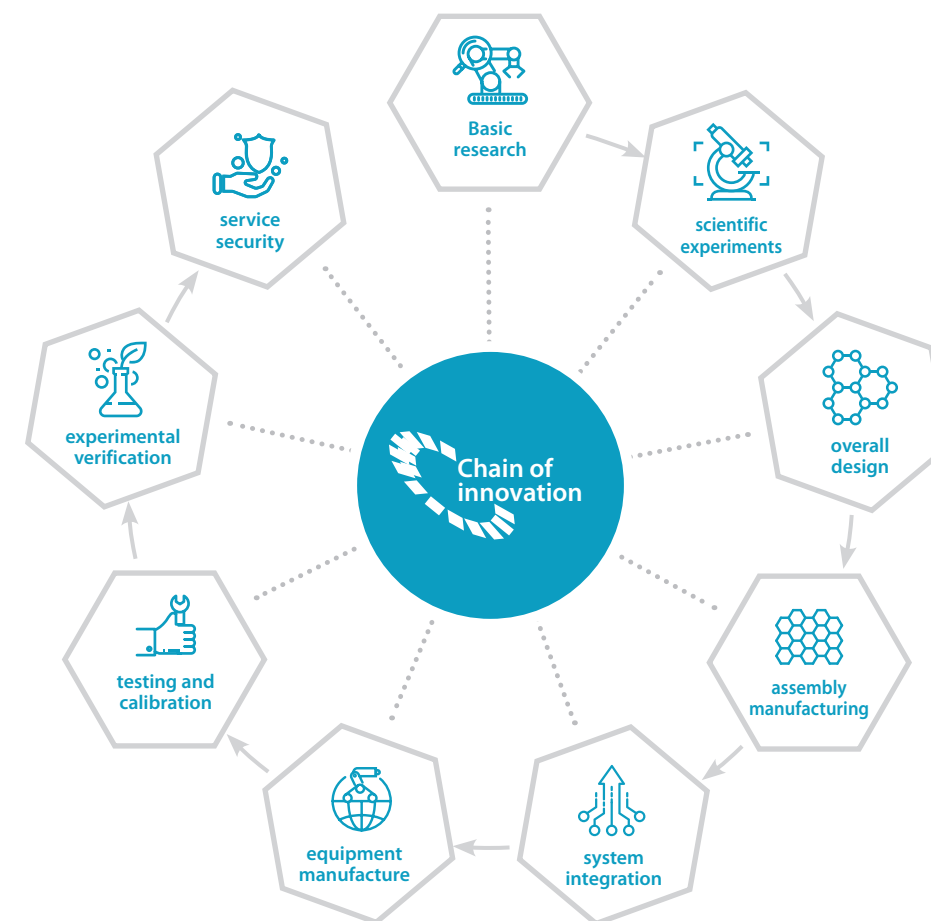 Basic
research
scientific
experiments
overall
design
assembly
manufacturing
system
integration
equipment
manufacture
testing and
calibration
experimental
verification
service
security
Chain of
innovation